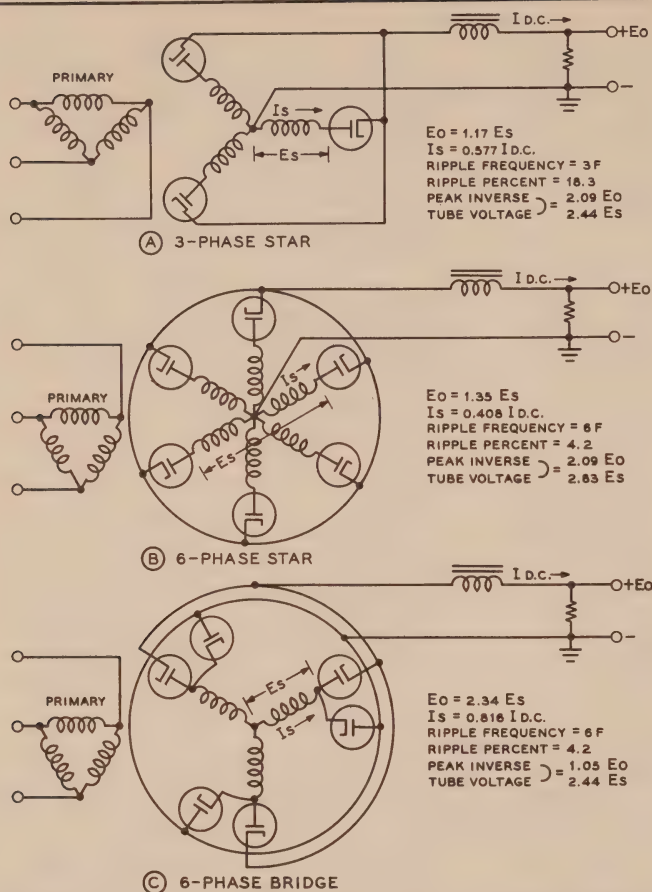 I D.C.→
+Eo
PRIMARY
Is →
Es
−
Eo = 1.17 Es
Is = 0.577 I D.C.
RIPPLE FREQUENCY = 3F
RIPPLE PERCENT = 18.3
PEAK INVERSE ) = 2.09 Eo
TUBE VOLTAGE ) = 2.44 Es
A 3-PHASE STAR
I D.C.→
+Eo
−
PRIMARY
Is→
Es
Eo = 1.35 Es
Is = 0.408 I D.C.
RIPPLE FREQUENCY = 6F
RIPPLE PERCENT = 4.2
PEAK INVERSE ) = 2.09 Eo
TUBE VOLTAGE ) = 2.83 Es
B 6-PHASE STAR
I D.C.→
+Eo
−
PRIMARY
Es
Is→
Eo = 2.34 Es
Is = 0.816 I D.C.
RIPPLE FREQUENCY = 6F
RIPPLE PERCENT = 4.2
PEAK INVERSE ) = 1.05 Eo
TUBE VOLTAGE ) = 2.44 Es
C 6-PHASE BRIDGE